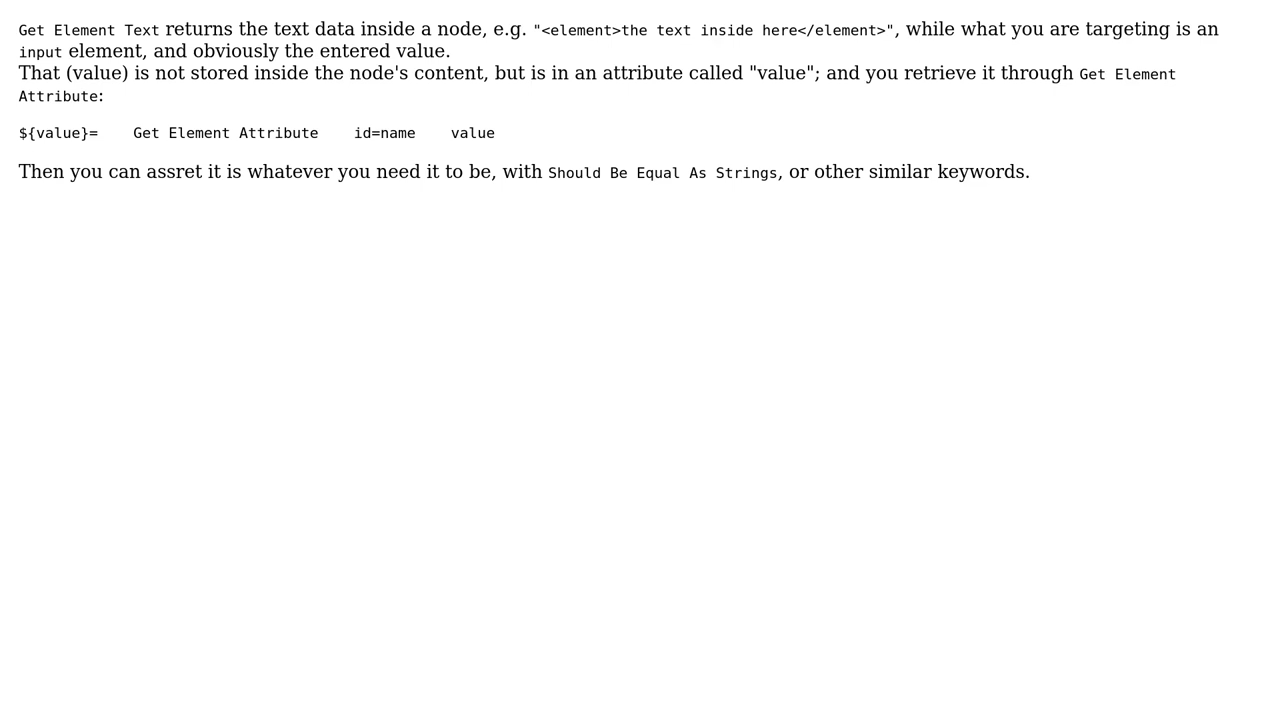 Get Element Text returns the text data inside a node, e.g. "<element>the text inside here</element>", while what you are targeting is an
input element, and obviously the entered value.
That (value) is not stored inside the node's content, but is in an attribute called "value"; and you retrieve it through Get Element
Attribute:
${value}=    Get Element Attribute    id=name    value
Then you can assret it is whatever you need it to be, with Should Be Equal As Strings, or other similar keywords.